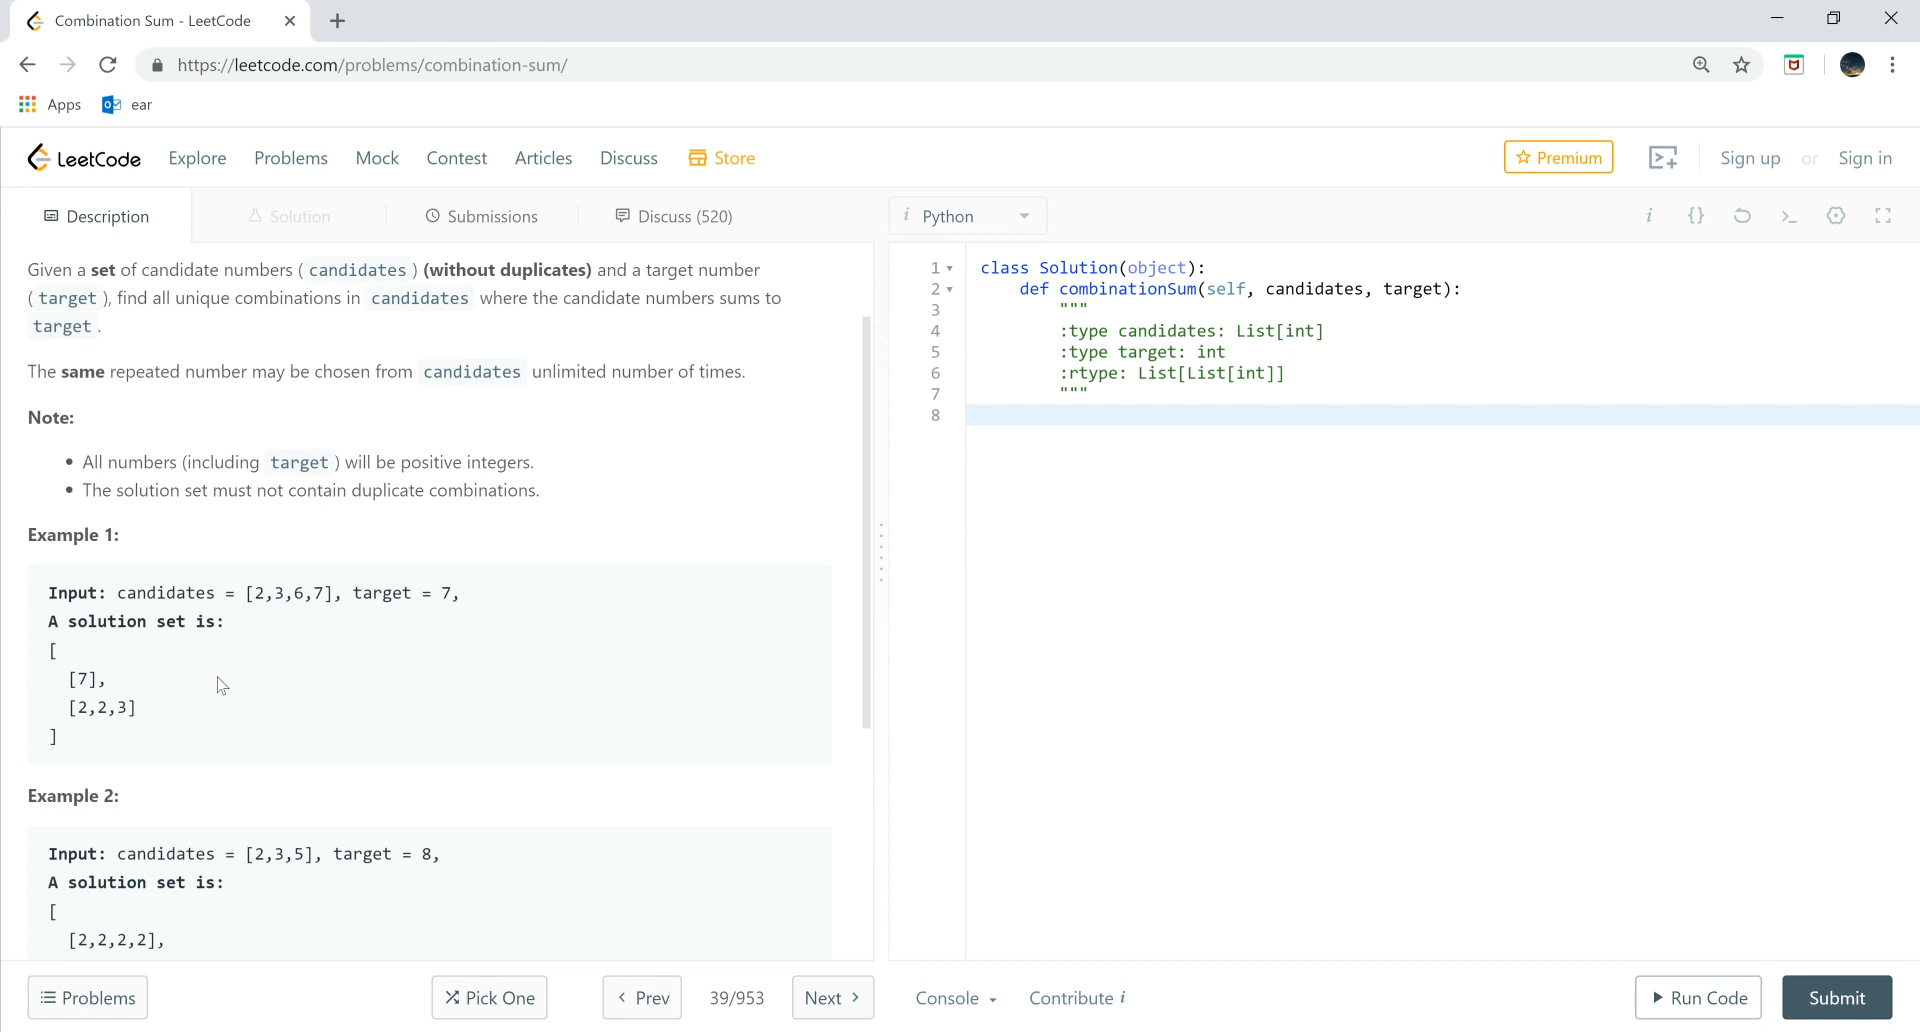 Combination Sum - LeetCode
https://leetcode.com/problems/combination-sum/
Apps ear
LeetCode Explore Problems Mock Contest Articles Discuss Store Premium Sign up or Sign in
Description Solution Submissions Discuss (520)
Given a set of candidate numbers ( candidates ) (without duplicates) and a target number
( target ), find all unique combinations in candidates where the candidate numbers sums to
target .
The same repeated number may be chosen from candidates unlimited number of times.
Note:
• All numbers (including target ) will be positive integers.
• The solution set must not contain duplicate combinations.
Example 1:
Input: candidates = [2,3,6,7], target = 7,
A solution set is:
[
[7],
[2,2,3]
]
Example 2:
Input: candidates = [2,3,5], target = 8,
A solution set is:
[
[2,2,2,2],
i Python i {}
1 class Solution(object):
2 def combinationSum(self, candidates, target):
3 """
4 :type candidates: List[int]
5 :type target: int
6 :rtype: List[List[int]]
7 """
8
Problems Pick One < Prev 39/953 Next > Console Contribute i Run Code Submit